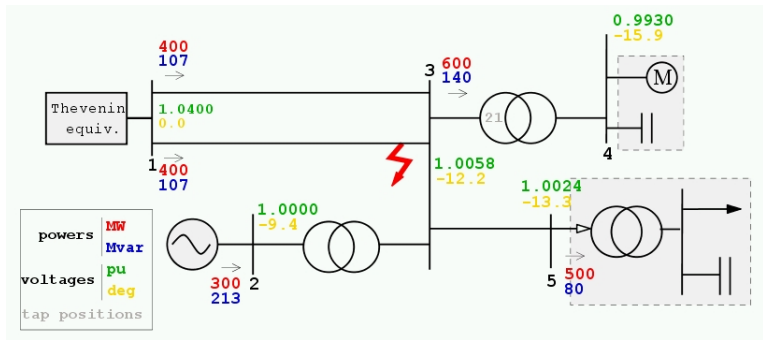 400
107
Thevenin
equiv.
1.0400
0.0
1
400
107
3
600
140
21
0.9930
-15.9
M
4
1.0058
-12.2
1.0024
-13.3
5
500
80
1.0000
-9.4
300
213
2
powers
MW
Mvar
voltages
pu
deg
tap positions